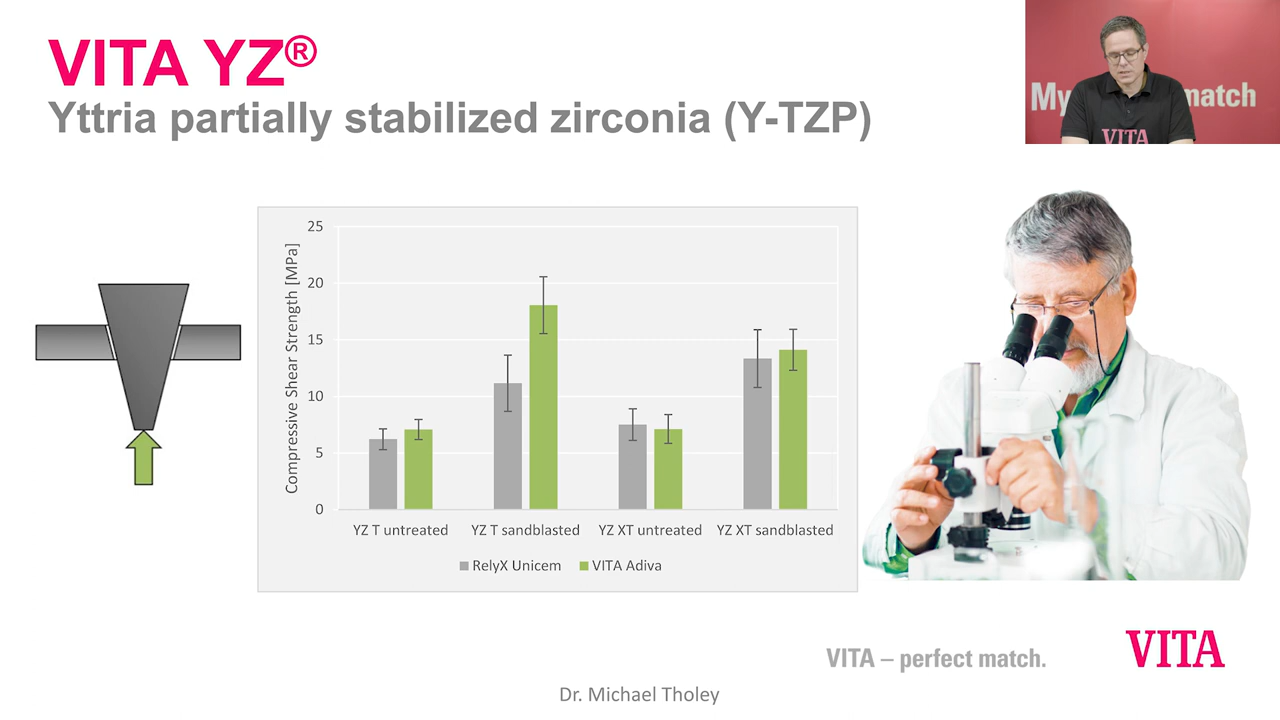 VITA YZ®
Yttria partially stabilized zirconia (Y-TZP)
My
match
VITA
Compressive Shear Strength [MPa]
25
20
15
10
5
0
YZ T untreated
YZ T sandblasted
YZ XT untreated
YZ XT sandblasted
RelyX Unicem
VITA Adiva
VITA – perfect match.
VITA
Dr. Michael Tholey